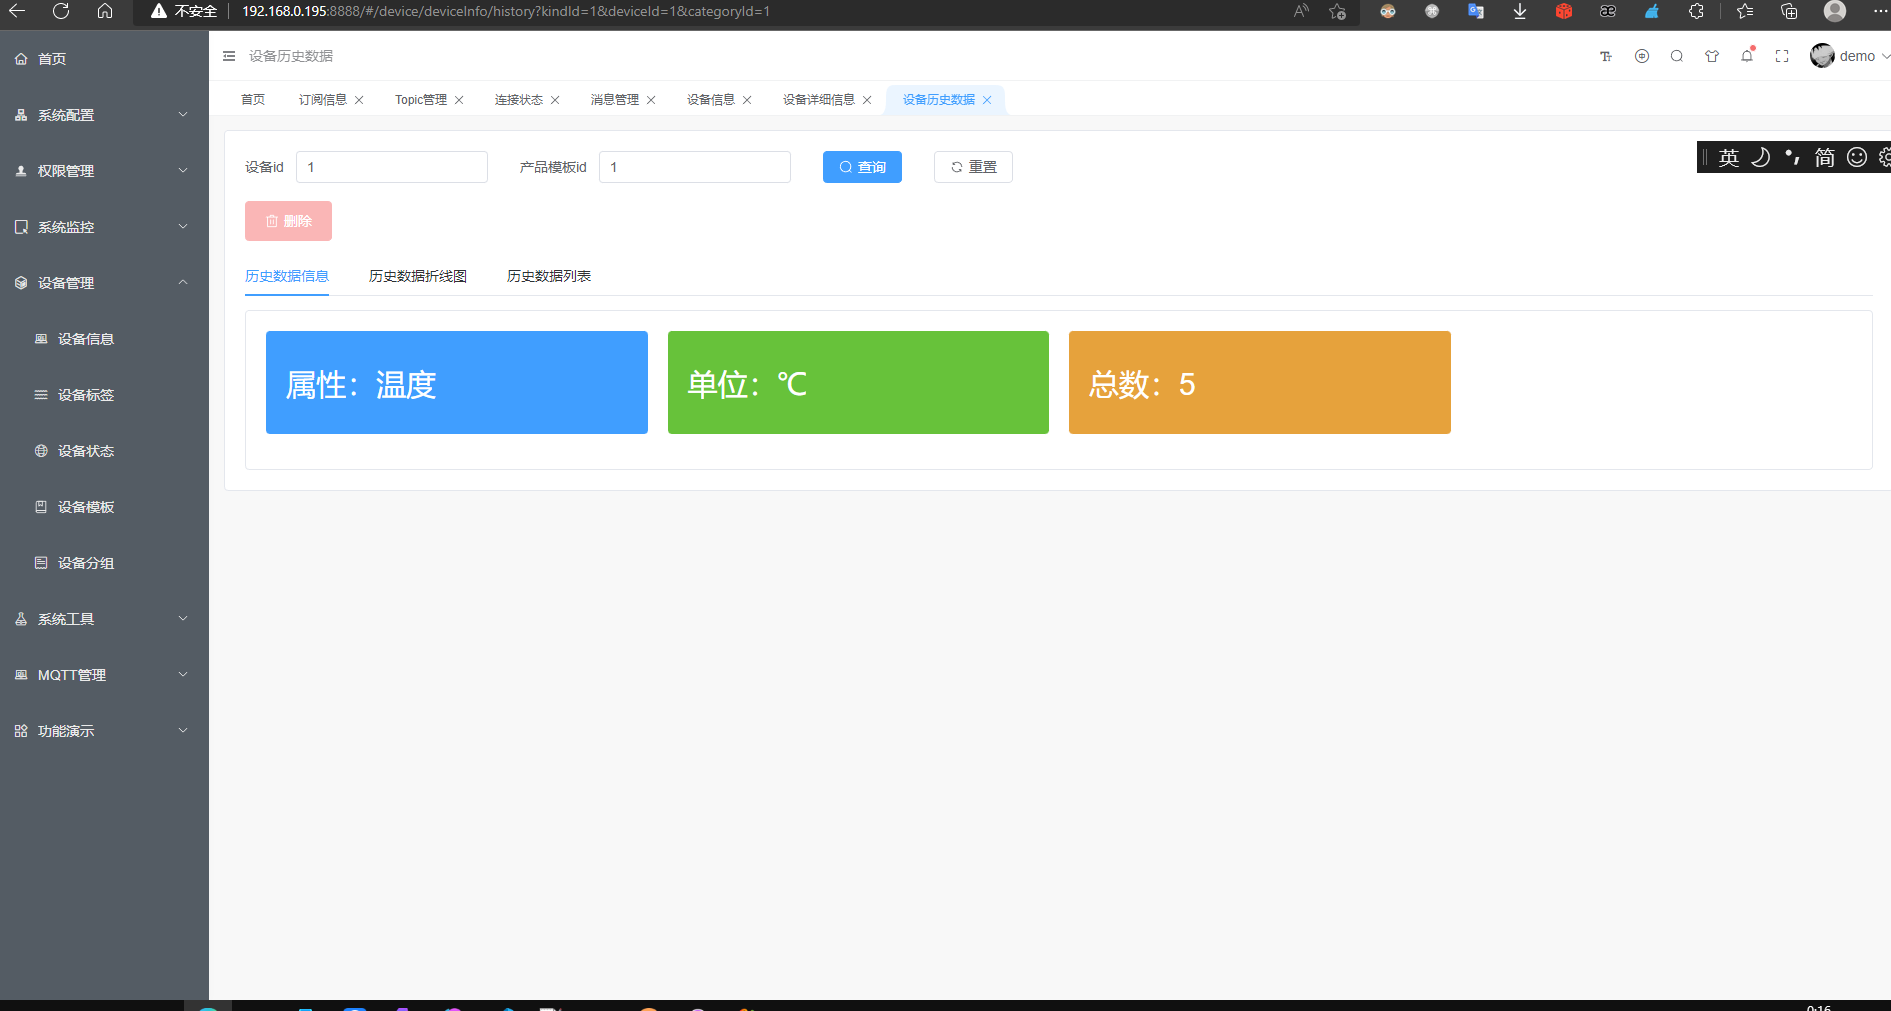 不安全
192.168.0.195:8888/#/device/deviceInfo/history?kindId=1&deviceId=1&categoryId=1
首页
系统配置
权限管理
系统监控
设备管理
设备信息
设备标签
设备状态
设备模板
设备分组
系统工具
MQTT管理
功能演示
设备历史数据
demo
首页 订阅信息 Topic管理 连接状态 消息管理 设备信息 设备详细信息 设备历史数据
设备id 1 产品模板id 1 查询 重置
英 简
删除
历史数据信息 历史数据折线图 历史数据列表
属性：温度 单位：℃ 总数：5